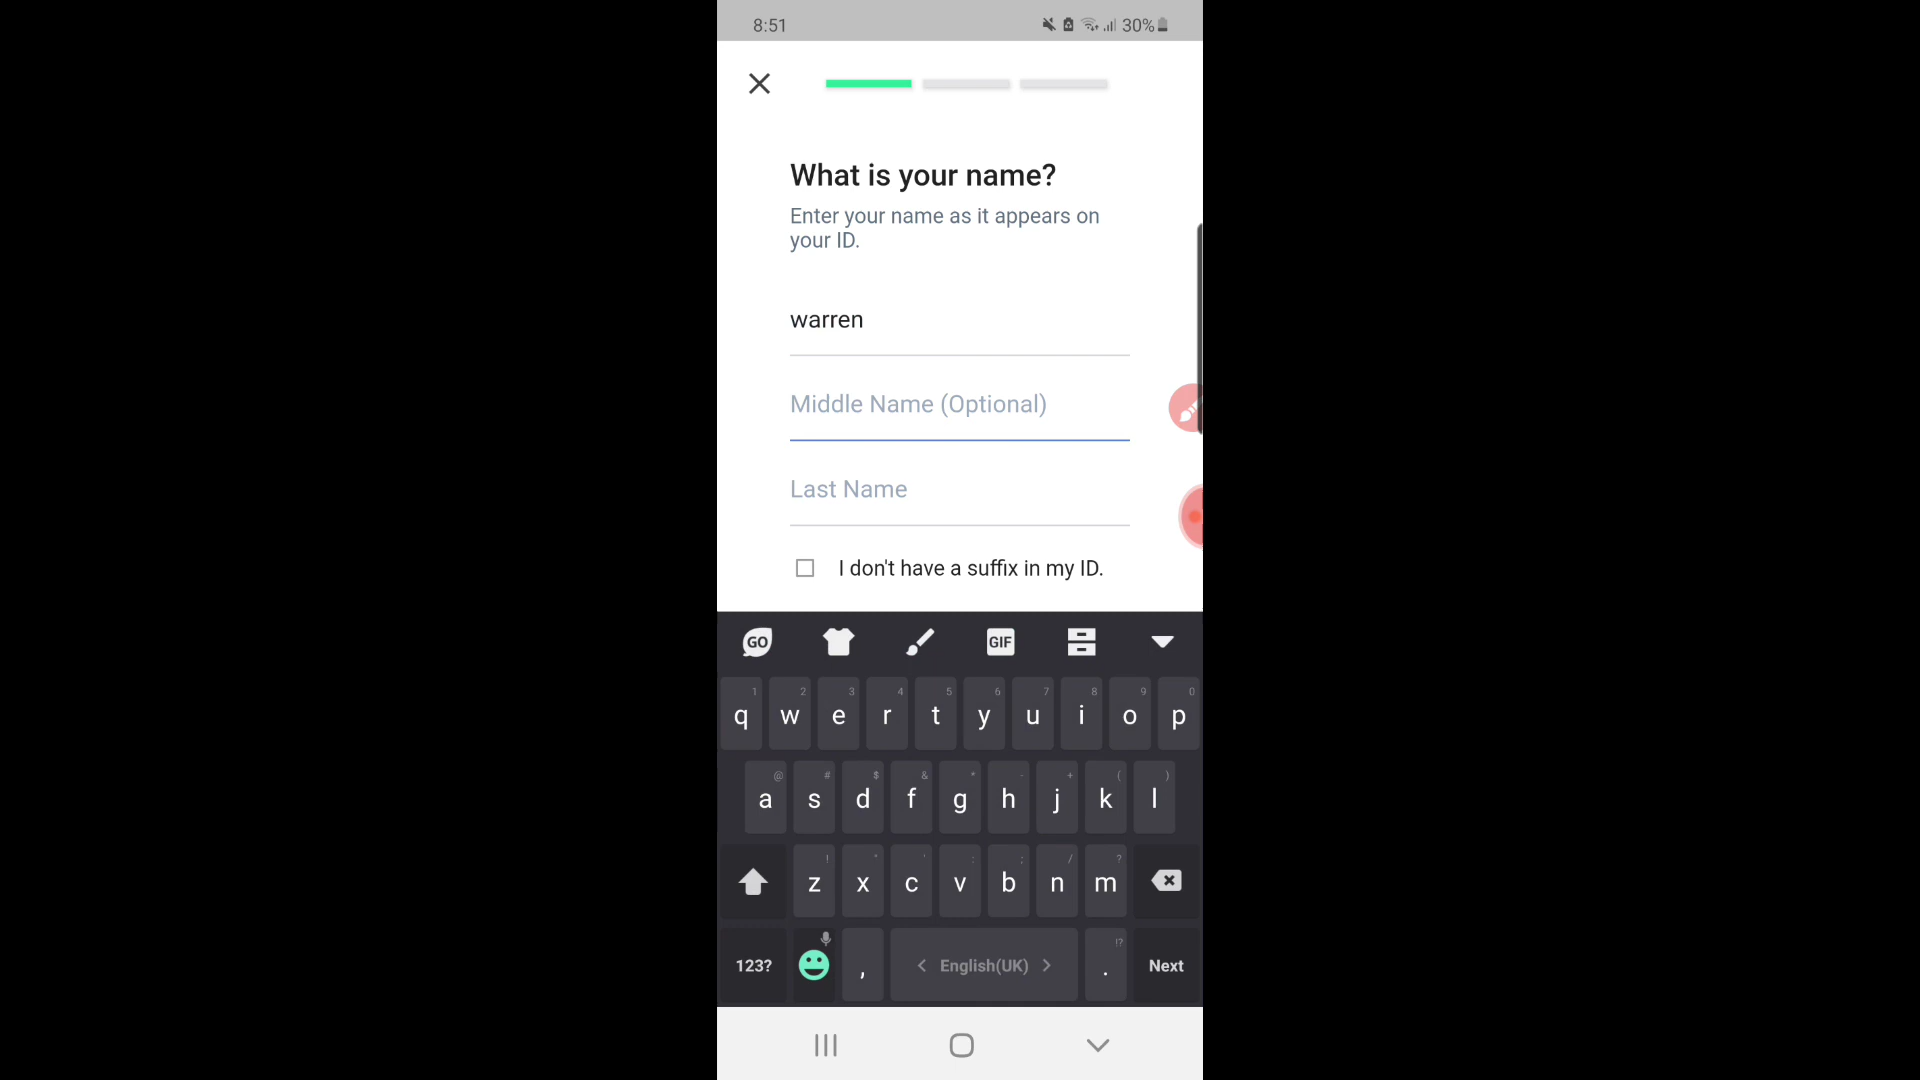 8:51 30%
What is your name?
Enter your name as it appears on
your ID.
warren
Middle Name (Optional)
Last Name
I don't have a suffix in my ID.
GO GIF
1 2 3 4 5 6 7 8 9 0
q w e r t y u i o p
@ # $ & * - + ( )
a s d f g h j k l
! " ' : ; / ?
z x c v b n m
!?
123? , < English(UK) > . Next